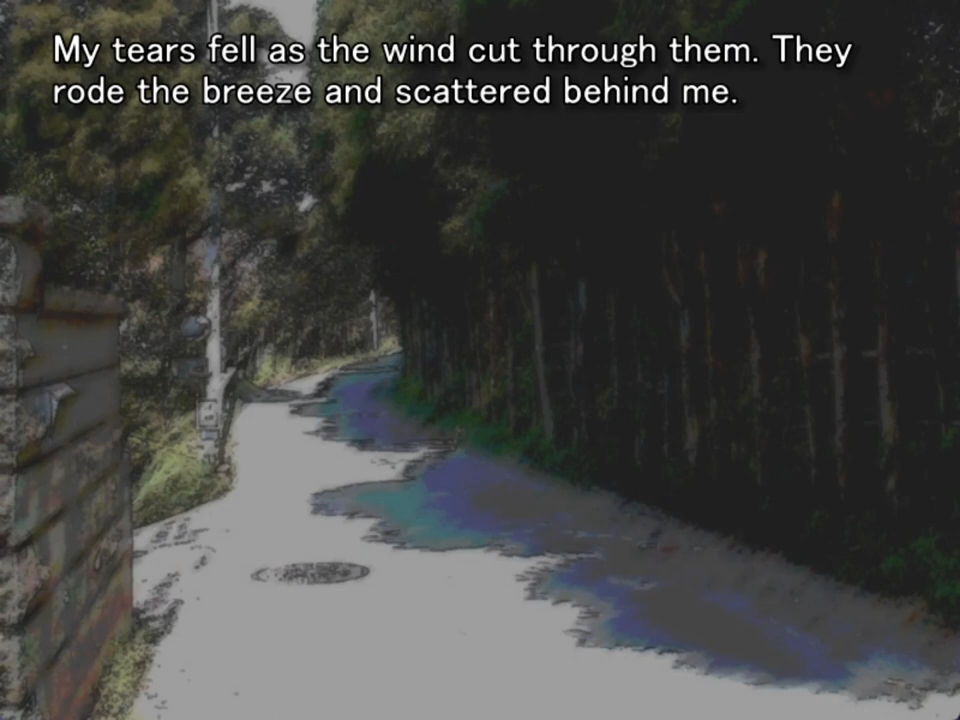 My tears fell as the wind cut through them. They
rode the breeze and scattered behind me.